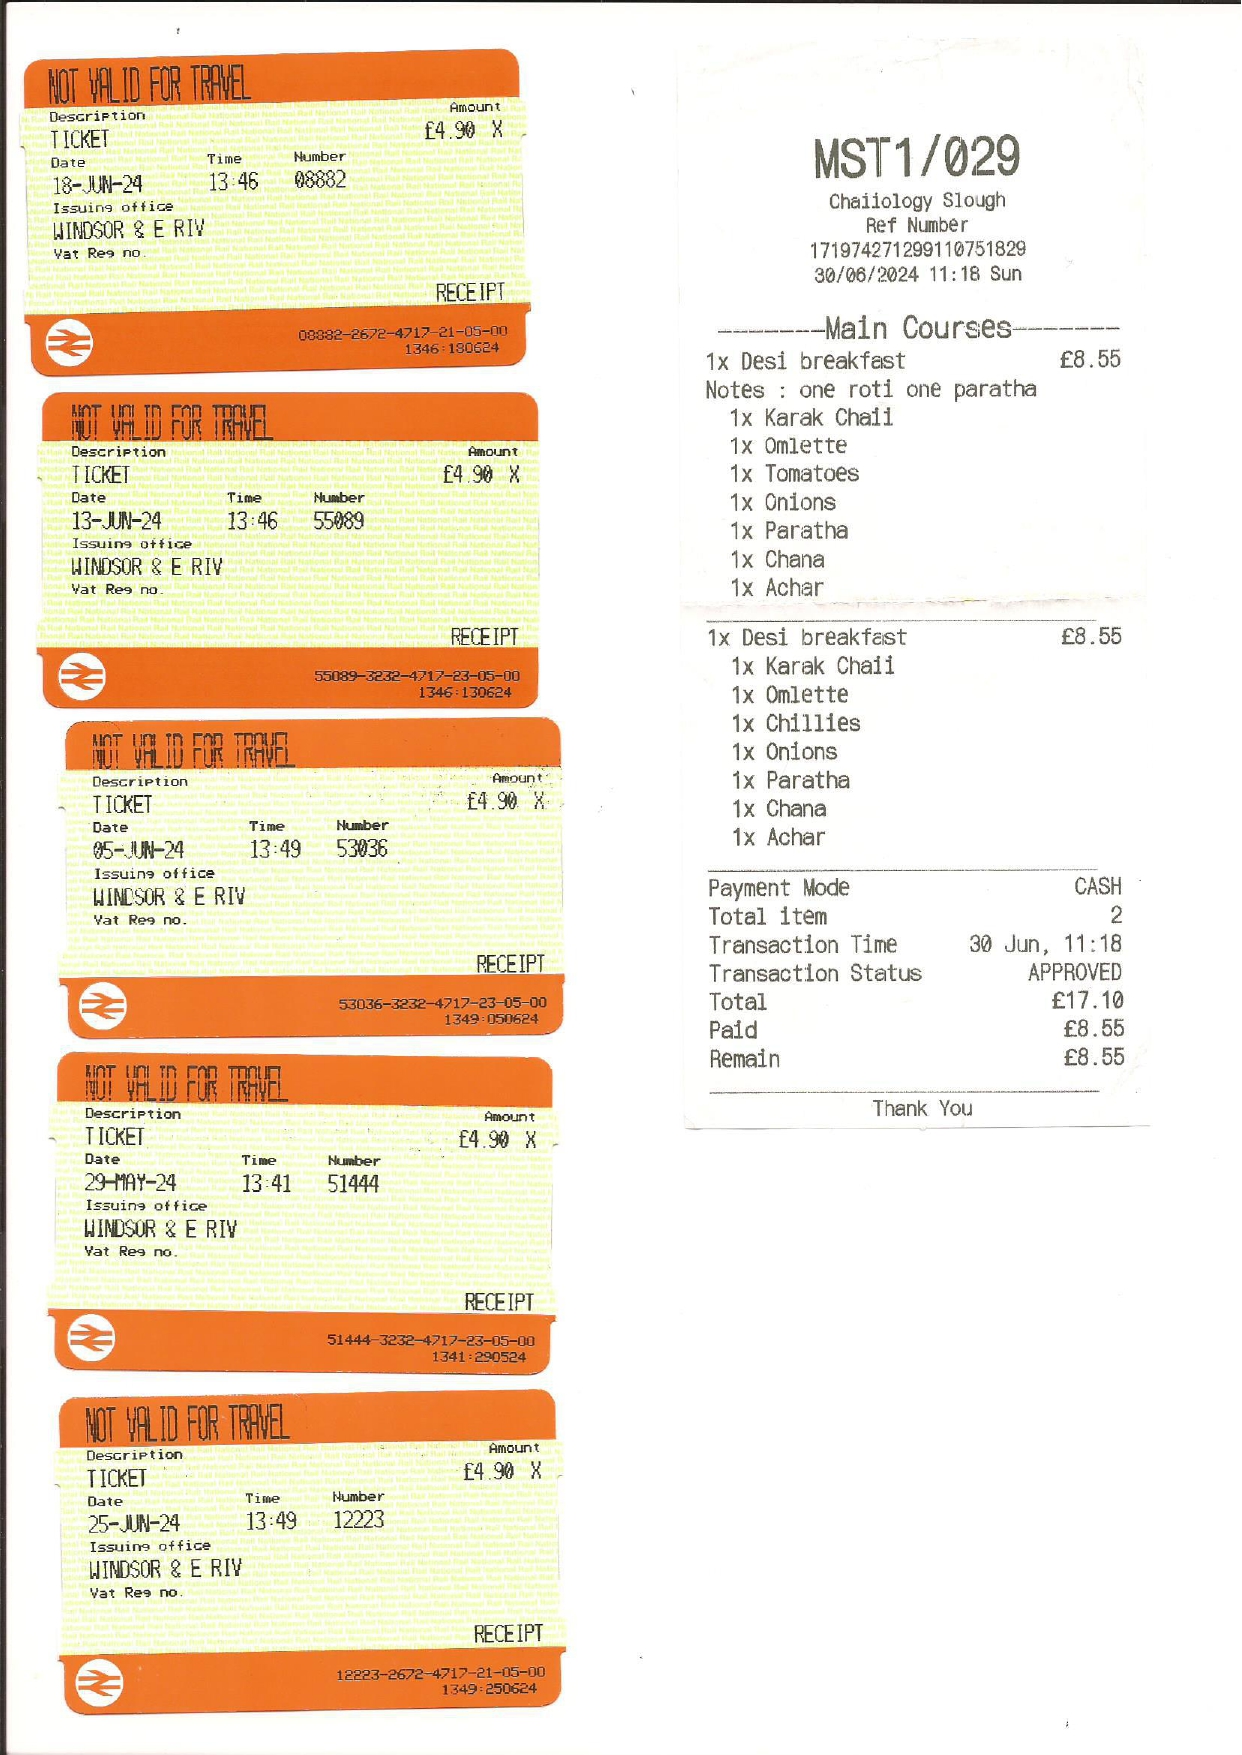 NOT VALID FOR TRAVEL
Description Amount
TICKET £4.90 X
Date Time Number
18-JUN-24 13:46 08882
Issuing office
WINDSOR & E RIV
Vat Reg no.
RECEIPT
08882-2672-4717-21-05-00
1346:180624
NOT VALID FOR TRAVEL
Description Amount
TICKET £4.90 X
Date Time Number
13-JUN-24 13:46 55089
Issuing office
WINDSOR & E RIV
Vat Reg no.
RECEIPT
55089-3232-4717-23-05-00
1346:130624
NOT VALID FOR TRAVEL
Description Amount
TICKET £4.90 X
Date Time Number
05-JUN-24 13:49 53036
Issuing office
WINDSOR & E RIV
Vat Reg no.
RECEIPT
53036-3232-4717-23-05-00
1349:050624
NOT VALID FOR TRAVEL
Description Amount
TICKET £4.90 X
Date Time Number
29-MAY-24 13:41 51444
Issuing office
WINDSOR & E RIV
Vat Reg no.
RECEIPT
51444-3232-4717-23-05-00
1341:290524
NOT VALID FOR TRAVEL
Description Amount
TICKET £4.90 X
Date Time Number
25-JUN-24 13:49 12223
Issuing office
WINDSOR & E RIV
Vat Reg no.
RECEIPT
12223-2672-4717-21-05-00
1349:250624
MST1/029
Chaiiology Slough
Ref Number
171974271299110751829
30/06/2024 11:18 Sun
--------Main Courses--------
1x Desi breakfast £8.55
Notes : one roti one paratha
1x Karak Chaii
1x Omlette
1x Tomatoes
1x Onions
1x Paratha
1x Chana
1x Achar
1x Desi breakfast £8.55
1x Karak Chaii
1x Omlette
1x Chillies
1x Onions
1x Paratha
1x Chana
1x Achar
Payment Mode CASH
Total item 2
Transaction Time 30 Jun, 11:18
Transaction Status APPROVED
Total £17.10
Paid £8.55
Remain £8.55
Thank You